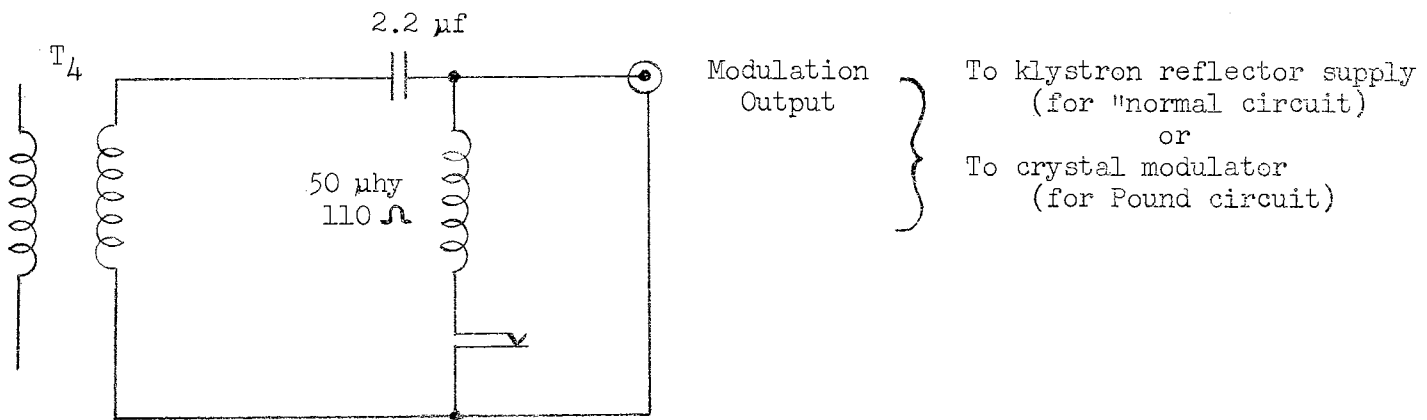 2.2 µf
T4
50 µhy
110 Ω
Modulation
Output
To klystron reflector supply
(for "normal circuit)
or
To crystal modulator
(for Pound circuit)